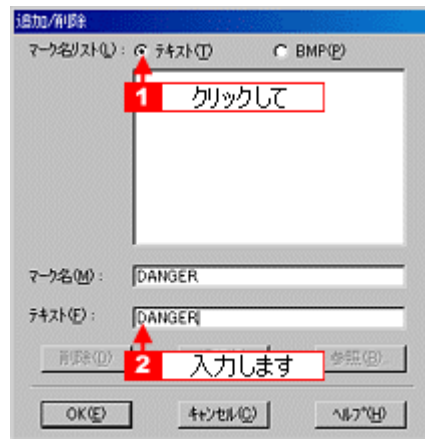 追加/削除
マーク名リスト(L): テキスト(T) BMP(P)
1 クリックして
マーク名(M): DANGER
テキスト(F): DANGER
削除(D) 参照(B)...
2 入力します
OK(E) キャンセル(C) ヘルプ(H)